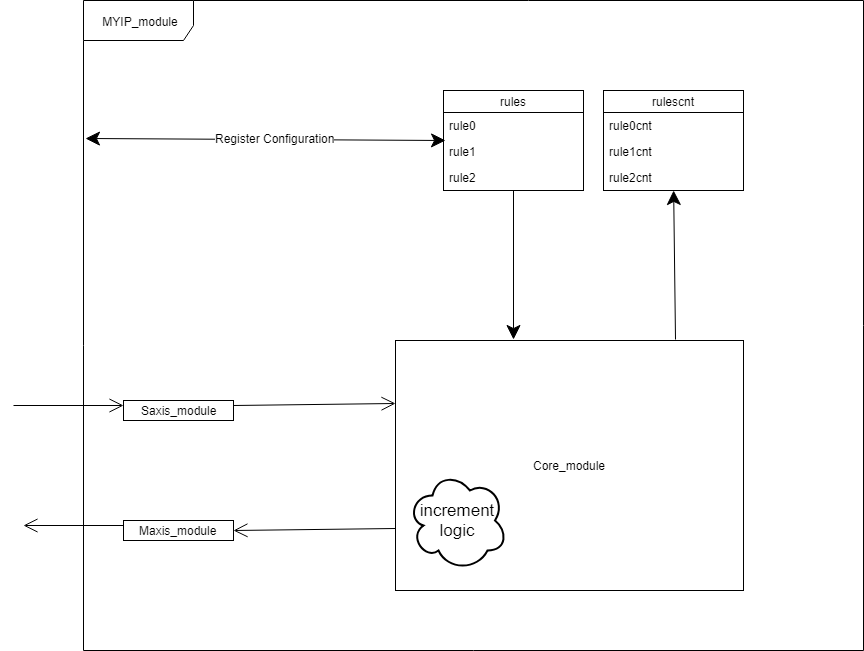 MYIP_module
rules
rule0
rule1
rule2
rulescnt
rule0cnt
rule1cnt
rule2cnt
Register Configuration
Saxis_module
Core_module
increment
logic
Maxis_module